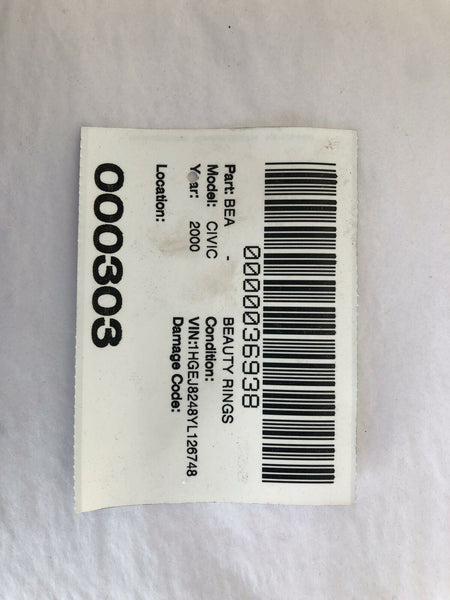 0000036938
Part: BEA - BEAUTY RINGS
Model: CIVIC Condition:
Year: 2000 VIN:1HGEJ8248YL126748
Damage Code:
Location:
000303